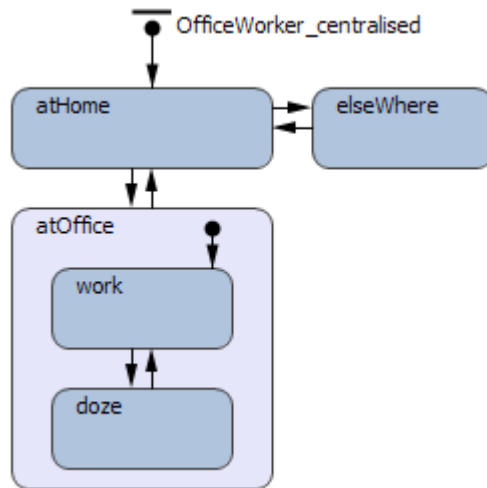 OfficeWorker_centralised
atHome
elseWhere
atOffice
work
doze